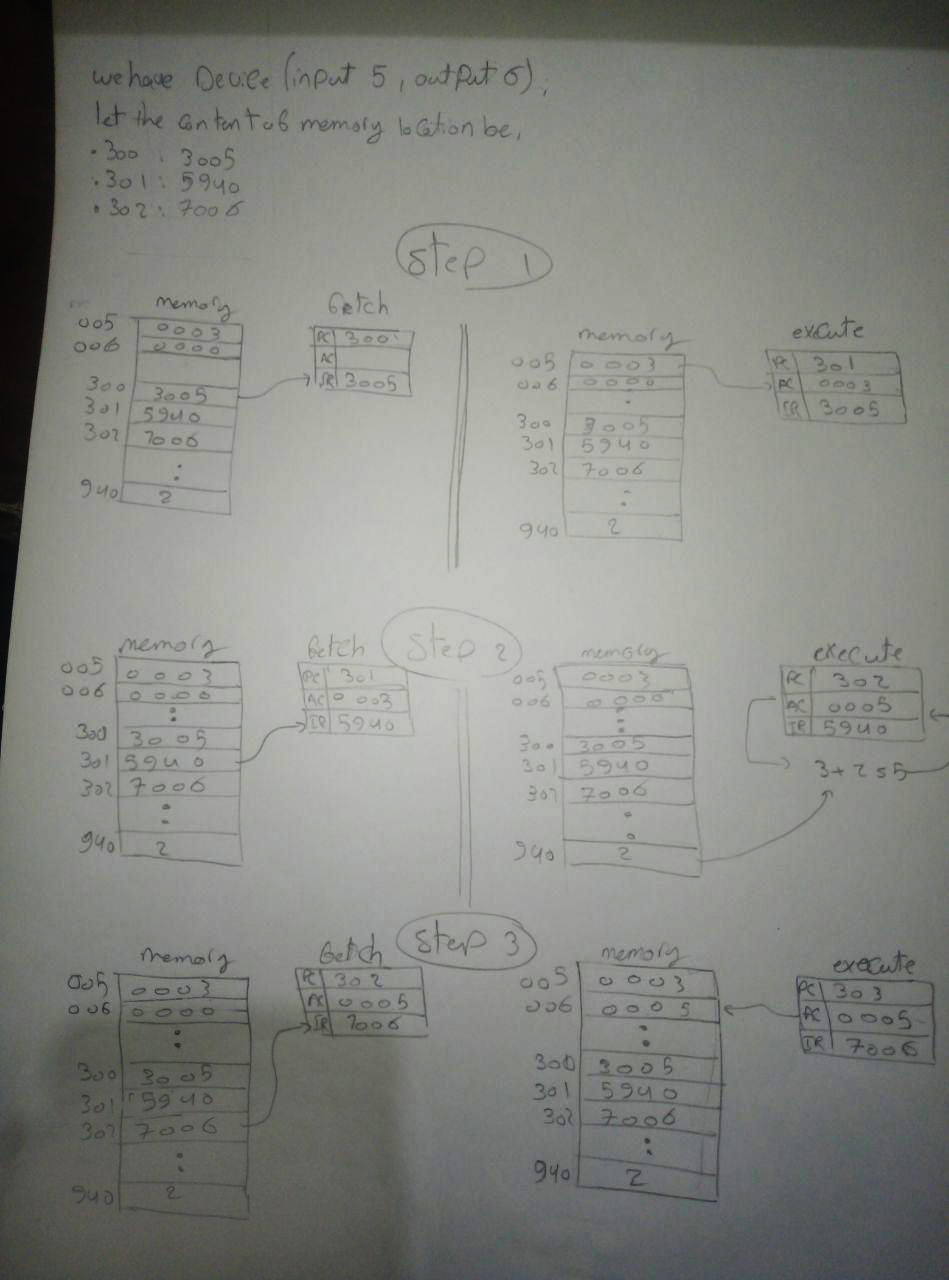 we have Device (input 5, output 6),
let the content of memory location be,
• 300 : 3005
• 301 : 5940
• 302 : 7006
Step 1
memory
005 0003
006 0000
300 3005
301 5940
302 7006
940 2
fetch
PC 300
AC
IR 3005
memory
005 0003
006 0000
300 3005
301 5940
302 7006
940 2
execute
PC 301
AC 0003
IR 3005
Step 2
memory
005 0003
006 0000
300 3005
301 5940
302 7006
940 2
fetch
PC 301
AC 0003
IR 5940
memory
005 0003
006 0000
300 3005
301 5940
302 7006
940 2
execute
PC 302
AC 0005
IR 5940
3+2=5
Step 3
memory
005 0003
006 0000
300 3005
301 5940
302 7006
940 2
fetch
PC 302
AC 0005
IR 7006
memory
005 0003
006 0005
300 3005
301 5940
302 7006
940 2
execute
PC 303
AC 0005
IR 7006